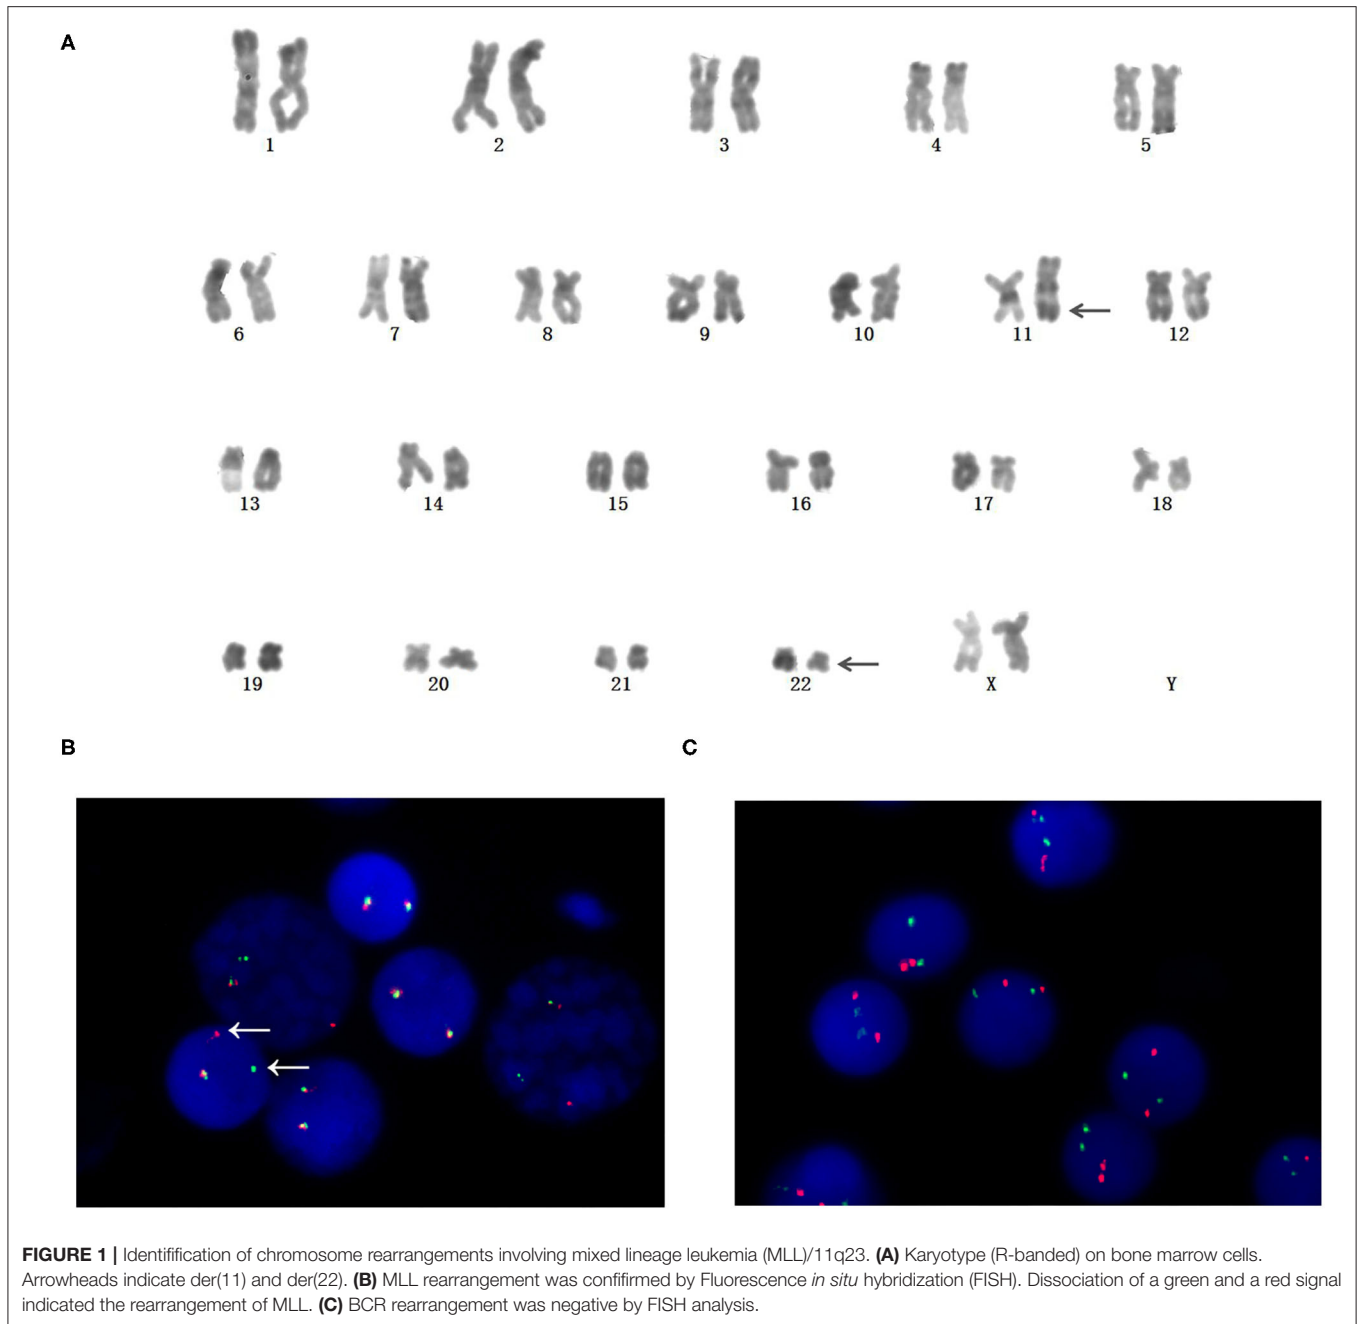 A
1 2 3 4 5
6 7 8 9 10 11 12
13 14 15 16 17 18
19 20 21 22 X Y
B C
FIGURE 1 | Identifification of chromosome rearrangements involving mixed lineage leukemia (MLL)/11q23. (A) Karyotype (R-banded) on bone marrow cells.
Arrowheads indicate der(11) and der(22). (B) MLL rearrangement was confifirmed by Fluorescence in situ hybridization (FISH). Dissociation of a green and a red signal
indicated the rearrangement of MLL. (C) BCR rearrangement was negative by FISH analysis.